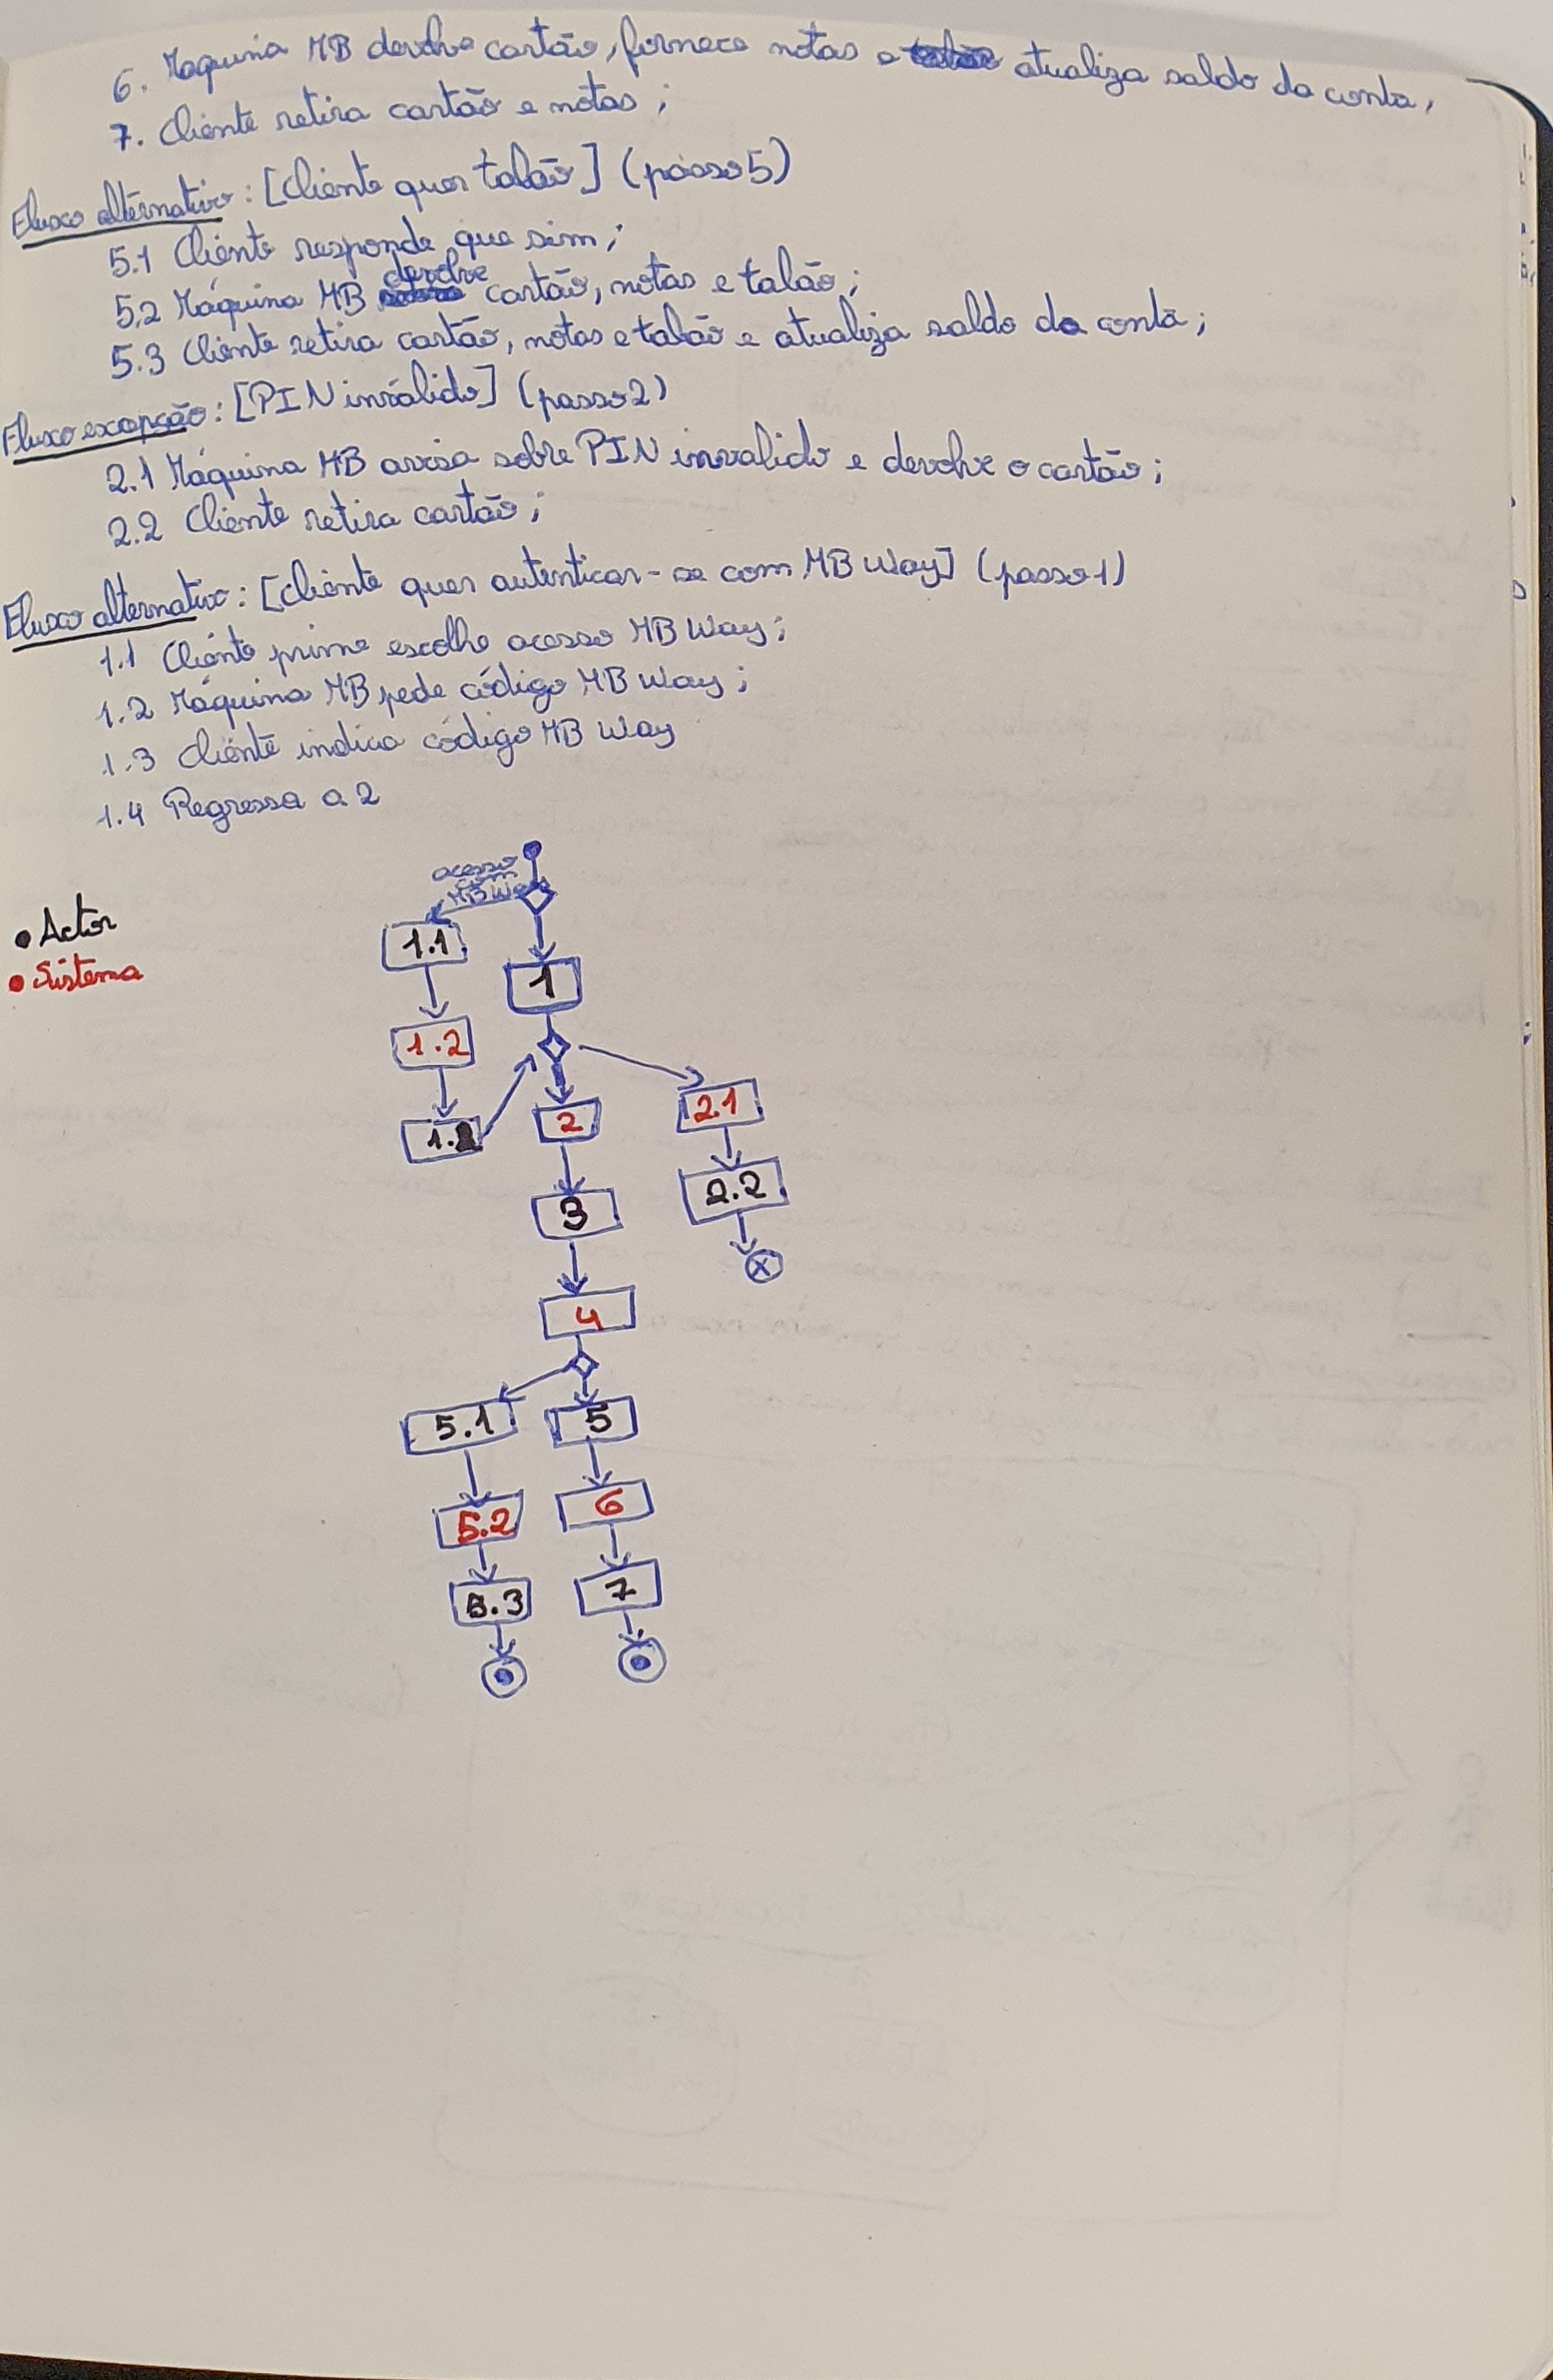 6. Maquina MB devolve cartão, fornece notas e atualiza saldo da conta,
7. Cliente retira cartão e notas;
Fluxo alternativo: [Cliente quer talão] (passo 5)
5.1 Cliente responde que sim;
devolve
5.2 Máquina MB cartão, notas e talão;
5.3 Cliente retira cartão, notas e talão e atualiza saldo da conta;
Fluxo excepção: [PIN inválido] (passo 2)
2.1 Máquina MB avisa sobre PIN invalido e devolve o cartão;
2.2 Cliente retira cartão;
Fluxo alternativo: [cliente quer autenticar-se com MB Way] (passo 1)
1.1 Cliente prime escolhe acesso MB Way;
1.2 Máquina MB pede código MB Way;
1.3 Cliente indica código MB Way
1.4 Regressa a 2
acesso
com
MB Way
• Actor
• Sistema
1.1
1
1.2
2.1
2
2.2
3
4
5.1
5
5.2
6
5.3
7